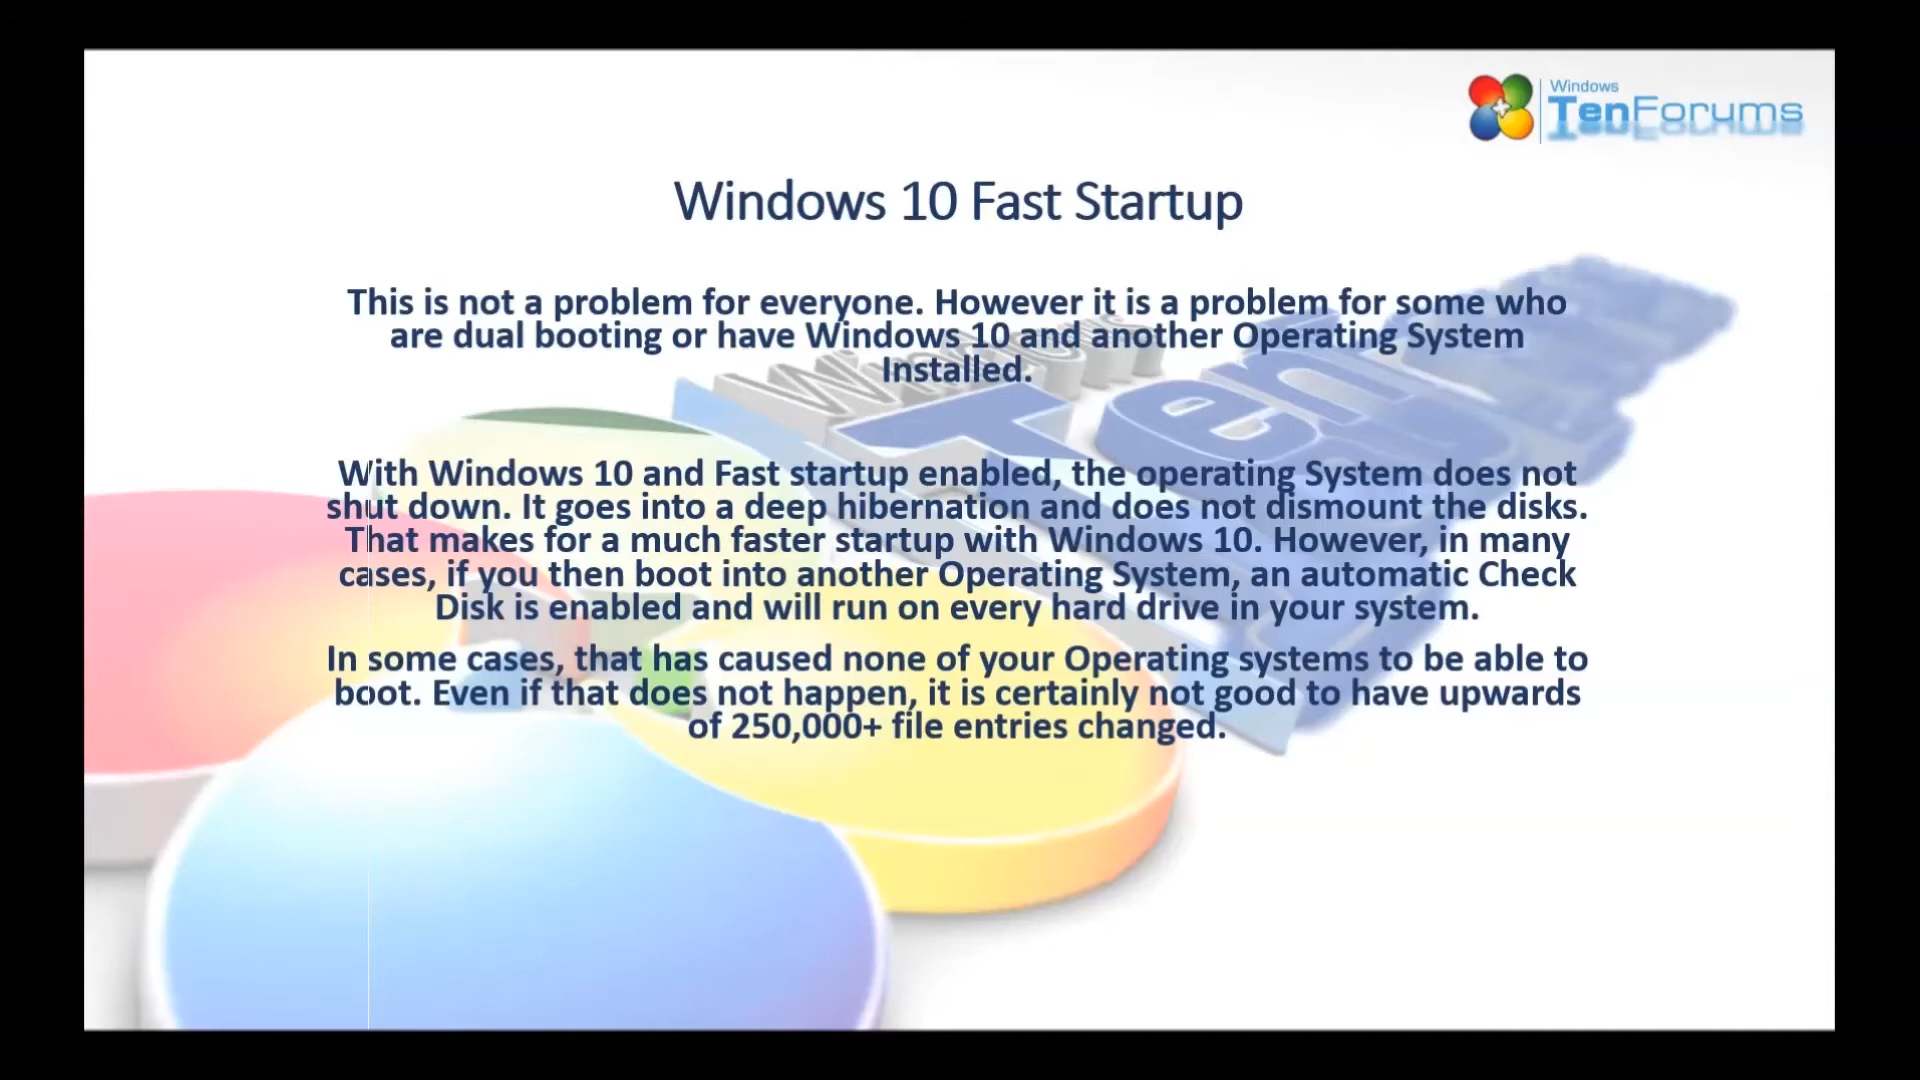 Windows
TenForums
Windows 10 Fast Startup
This is not a problem for everyone. However it is a problem for some who
are dual booting or have Windows 10 and another Operating System
Installed.
With Windows 10 and Fast startup enabled, the operating System does not
shut down. It goes into a deep hibernation and does not dismount the disks.
That makes for a much faster startup with Windows 10. However, in many
cases, if you then boot into another Operating System, an automatic Check
Disk is enabled and will run on every hard drive in your system.
In some cases, that has caused none of your Operating systems to be able to
boot. Even if that does not happen, it is certainly not good to have upwards
of 250,000+ file entries changed.
Windows
Ten